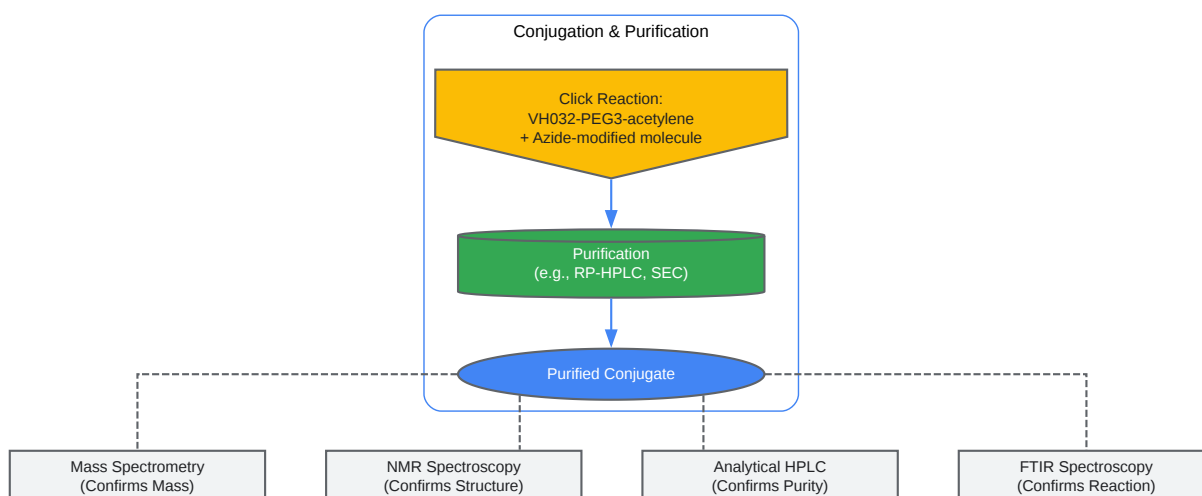 Conjugation & Purification
Click Reaction:
VH032-PEG3-acetylene
+ Azide-modified molecule
Purification
(e.g., RP-HPLC, SEC)
Purified Conjugate
Mass Spectrometry
(Confirms Mass)
NMR Spectroscopy
(Confirms Structure)
Analytical HPLC
(Confirms Purity)
FTIR Spectroscopy
(Confirms Reaction)